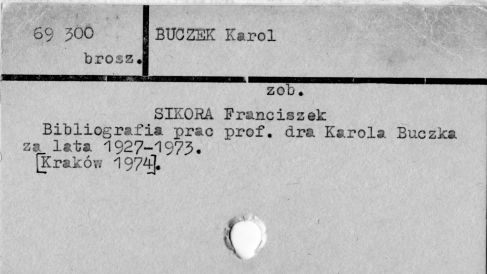 69 300
brosz.
BUCZEK Karol
zob.
SIKORA Franciszek
Bibliografia prac prof. dra Karola Buczka
za lata 1927-1973.
[Kraków 1974].